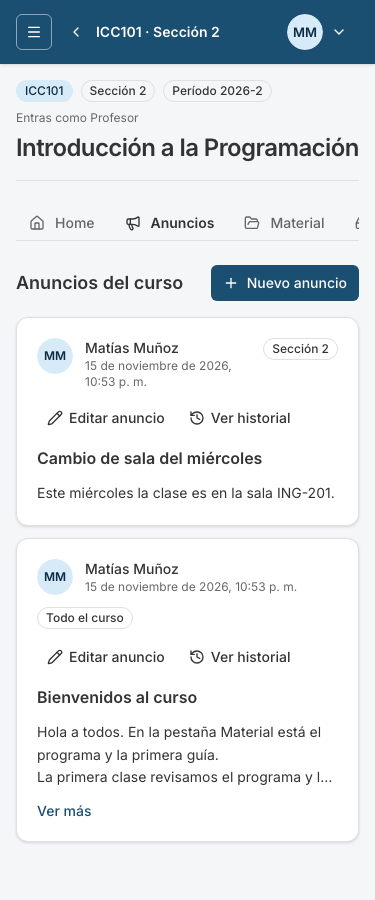 ICC101 · Sección 2
MM
ICC101
Sección 2
Período 2026-2
Entras como Profesor
Introducción a la Programación
Home
Anuncios
Material
Anuncios del curso
Nuevo anuncio
MM
Matías Muñoz
15 de noviembre de 2026,
10:53 p. m.
Sección 2
Editar anuncio
Ver historial
Cambio de sala del miércoles
Este miércoles la clase es en la sala ING-201.
MM
Matías Muñoz
15 de noviembre de 2026, 10:53 p. m.
Todo el curso
Editar anuncio
Ver historial
Bienvenidos al curso
Hola a todos. En la pestaña Material está el
programa y la primera guía.
La primera clase revisamos el programa y l...
Ver más